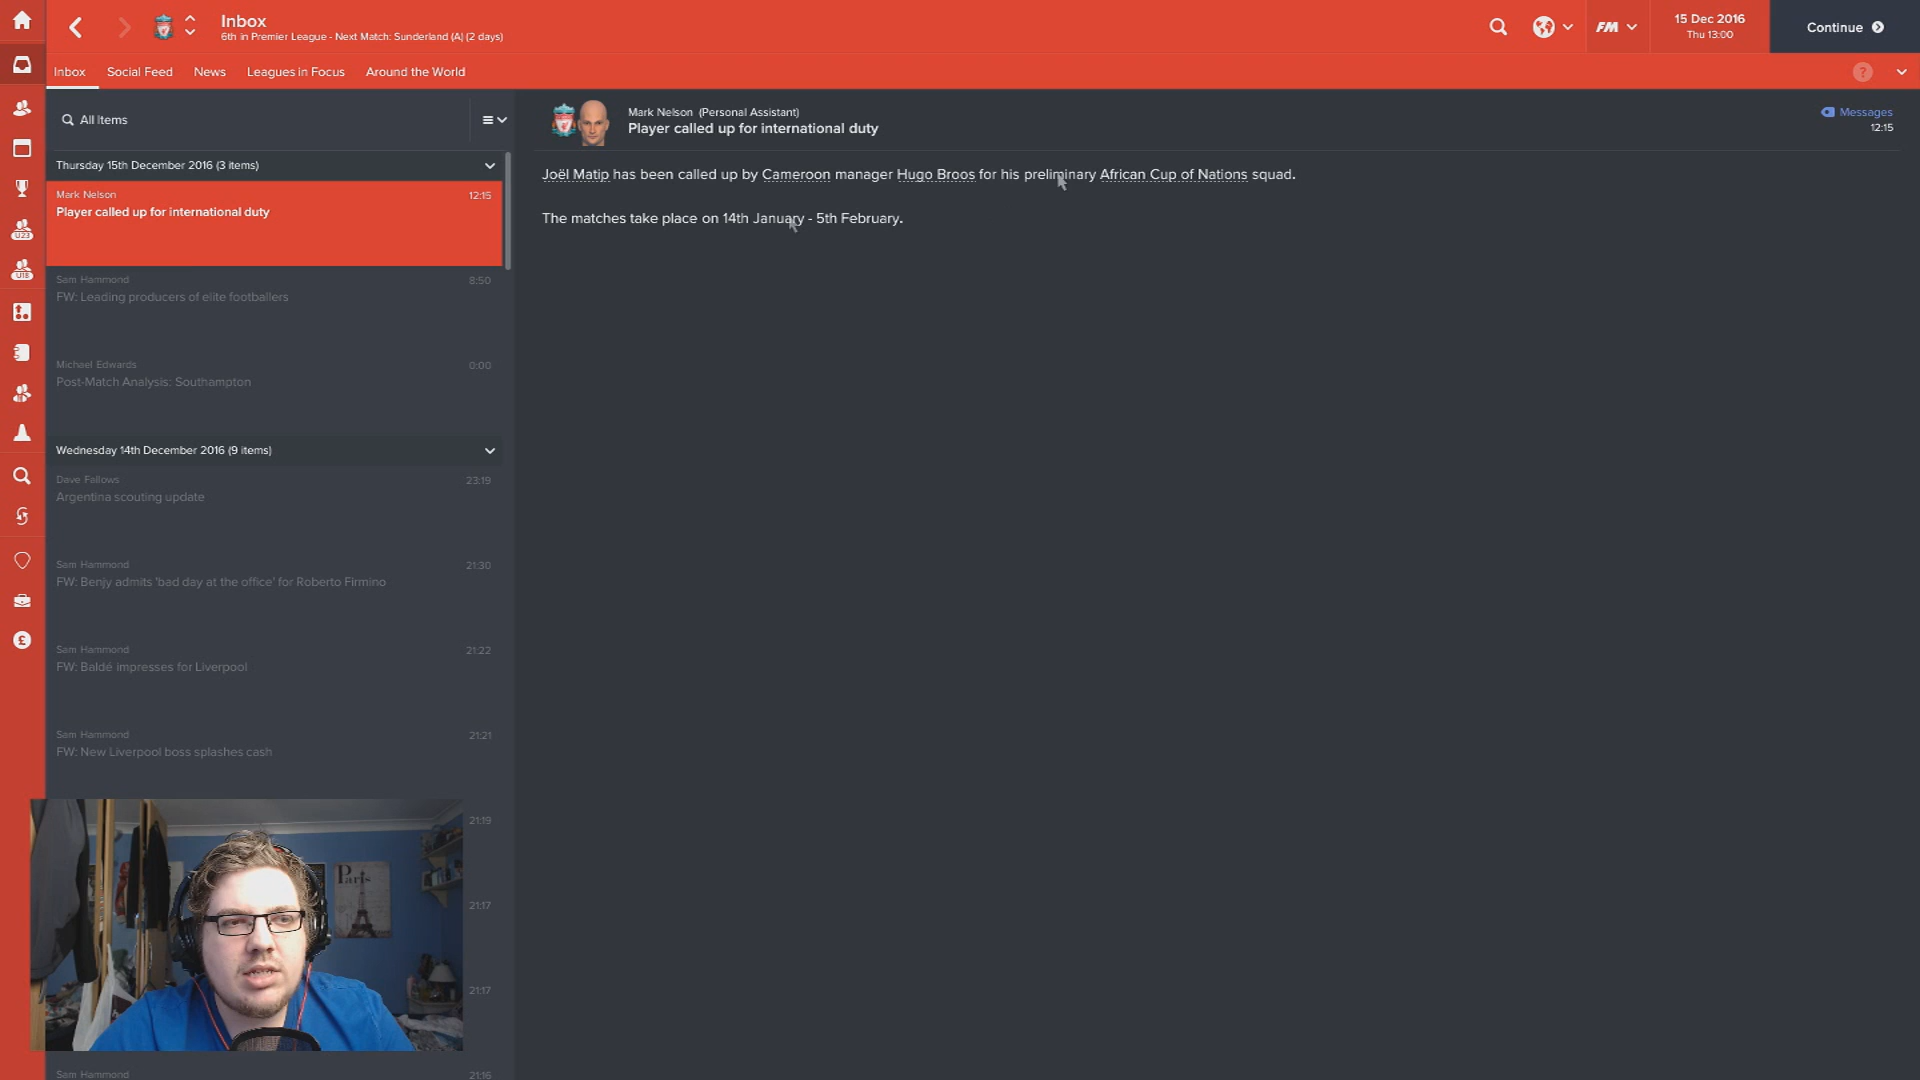 Inbox
6th in Premier League - Next Match: Sunderland (A) (2 days)
FM
15 Dec 2016
Thu 13:00
Continue
Inbox
Social Feed
News
Leagues in Focus
Around the World
?
All Items
Mark Nelson (Personal Assistant)
Player called up for international duty
Messages
12:15
Thursday 15th December 2016 (3 items)
Mark Nelson
12:15
Player called up for international duty
Joël Matip has been called up by Cameroon manager Hugo Broos for his preliminary African Cup of Nations squad.
The matches take place on 14th January - 5th February.
U23
U18
Sam Hammond
8:50
FW: Leading producers of elite footballers
Michael Edwards
0:00
Post-Match Analysis: Southampton
Wednesday 14th December 2016 (9 items)
Dave Fallows
23:19
Argentina scouting update
Sam Hammond
21:30
FW: Benjy admits 'bad day at the office' for Roberto Firmino
Sam Hammond
21:22
FW: Baldé impresses for Liverpool
£
Sam Hammond
21:21
FW: New Liverpool boss splashes cash
21:19
Paris
21:17
21:17
Sam Hammond
21:16